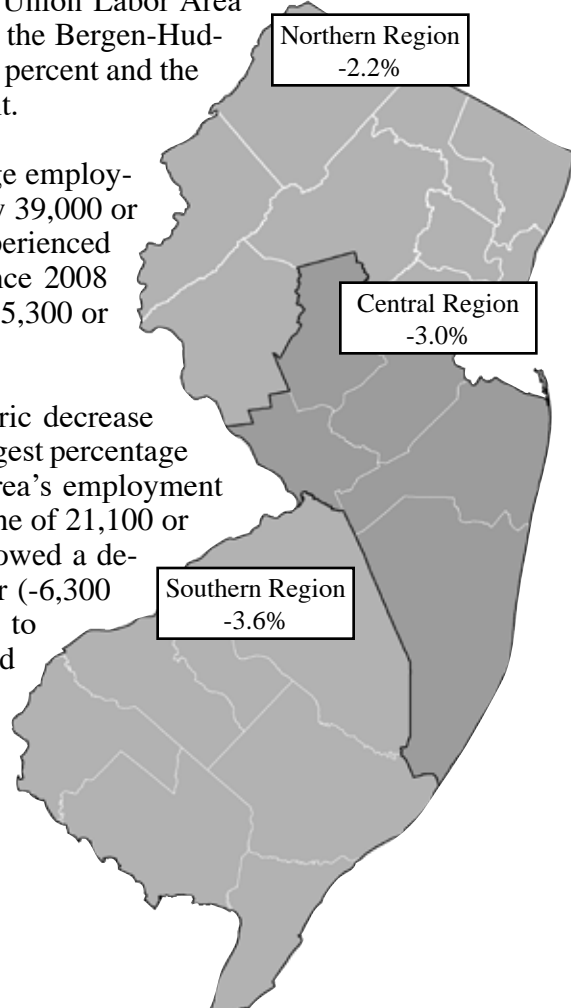 Union Labor Area
the Bergen-Hud-
percent and the
t.
ge employ-
39,000 or
perienced
nce 2008
5,300 or
ric decrease
gest percentage
rea's employment
ne of 21,100 or
owed a de-
r (-6,300
to
d
Northern Region
-2.2%
Central Region
-3.0%
Southern Region
-3.6%